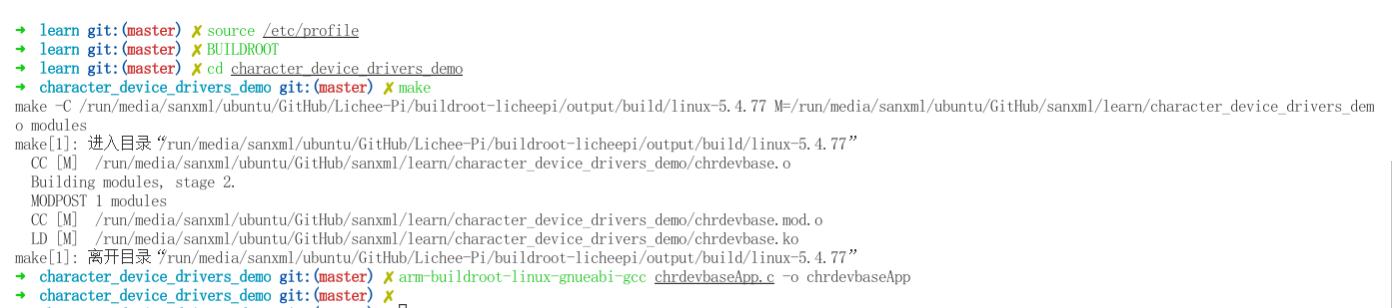 ➜  learn git:(master) ✗ source /etc/profile
➜  learn git:(master) ✗ BUILDROOT
➜  learn git:(master) ✗ cd character_device_drivers_demo
➜  character_device_drivers_demo git:(master) ✗ make
make -C /run/media/sanxml/ubuntu/GitHub/Lichee-Pi/buildroot-licheepi/output/build/linux-5.4.77 M=/run/media/sanxml/ubuntu/GitHub/sanxml/learn/character_device_drivers_dem
o modules
make[1]: 进入目录“/run/media/sanxml/ubuntu/GitHub/Lichee-Pi/buildroot-licheepi/output/build/linux-5.4.77”
  CC [M]  /run/media/sanxml/ubuntu/GitHub/sanxml/learn/character_device_drivers_demo/chrdevbase.o
  Building modules, stage 2.
  MODPOST 1 modules
  CC [M]  /run/media/sanxml/ubuntu/GitHub/sanxml/learn/character_device_drivers_demo/chrdevbase.mod.o
  LD [M]  /run/media/sanxml/ubuntu/GitHub/sanxml/learn/character_device_drivers_demo/chrdevbase.ko
make[1]: 离开目录“/run/media/sanxml/ubuntu/GitHub/Lichee-Pi/buildroot-licheepi/output/build/linux-5.4.77”
➜  character_device_drivers_demo git:(master) ✗ arm-buildroot-linux-gnueabi-gcc chrdevbaseApp.c -o chrdevbaseApp
➜  character_device_drivers_demo git:(master) ✗